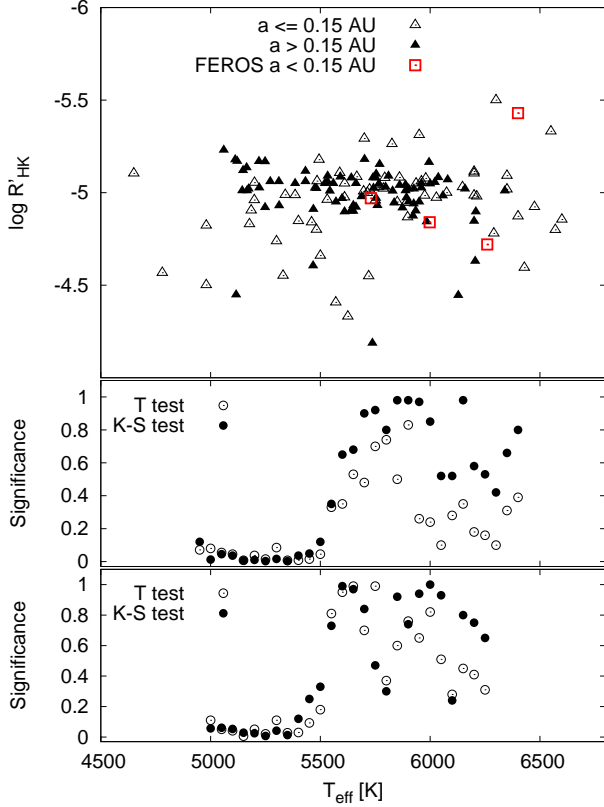 -6
a <= 0.15 AU
a > 0.15 AU
FEROS a < 0.15 AU
-5.5
-5
-4.5
log R'HK
1
0.8
0.6
0.4
0.2
0
Significance
T test
K-S test
1
0.8
0.6
0.4
0.2
0
Significance
T test
K-S test
4500 5000 5500 6000 6500
Teff [K]